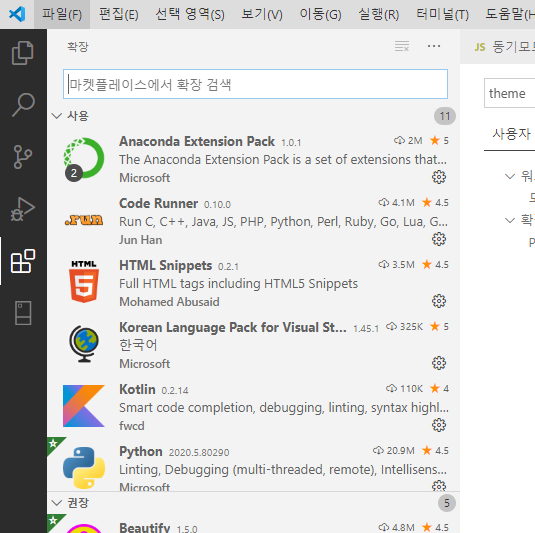 파일(F) 편집(E) 선택 영역(S) 보기(V) 이동(G) 실행(R) 터미널(T) 도움말(H
확장
JS 동기모드
마켓플레이스에서 확장 검색
theme
사용 11
사용자
Anaconda Extension Pack 1.0.1 2M 5
The Anaconda Extension Pack is a set of extensions that...
2
Microsoft
Code Runner 0.10.0 4.1M 4.5
Run C, C++, Java, JS, PHP, Python, Perl, Ruby, Go, Lua, G...
.run
Jun Han
HTML Snippets 0.2.1 3.5M 4.5
HTML
5
Full HTML tags including HTML5 Snippets
Mohamed Abusaid
Korean Language Pack for Visual St... 1.45.1 325K 5
한국어
Microsoft
Kotlin 0.2.14 110K 4
Smart code completion, debugging, linting, syntax highl...
fwcd
Python 2020.5.80290 20.9M 4.5
Linting, Debugging (multi-threaded, remote), Intellisens...
Microsoft
권장 5
Beautify 1.5.0 4.8M 4.5